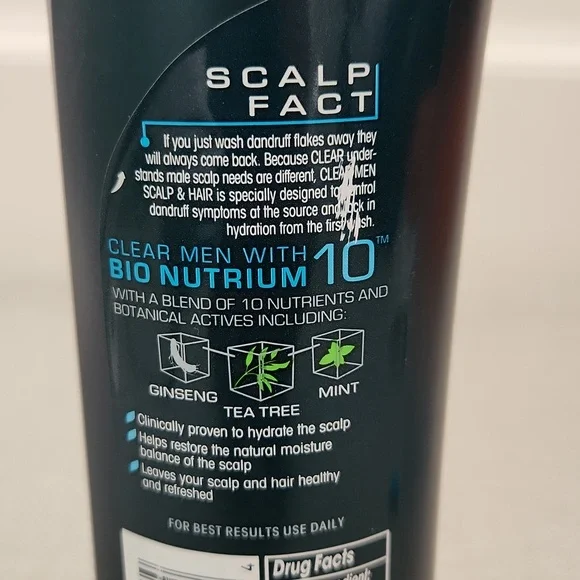 SCALP
FACT
If you just wash dandruff flakes away they
will always come back. Because CLEAR under-
stands male scalp needs are different, CLEAR MEN
SCALP & HAIR is specially designed to control
dandruff symptoms at the source and lock in
hydration from the first wash.
CLEAR MEN WITH
BIO NUTRIUM 10™
WITH A BLEND OF 10 NUTRIENTS AND
BOTANICAL ACTIVES INCLUDING:
GINSENG
TEA TREE
MINT
Clinically proven to hydrate the scalp
Helps restore the natural moisture
balance of the scalp
Leaves your scalp and hair healthy
and refreshed
FOR BEST RESULTS USE DAILY
Drug Facts